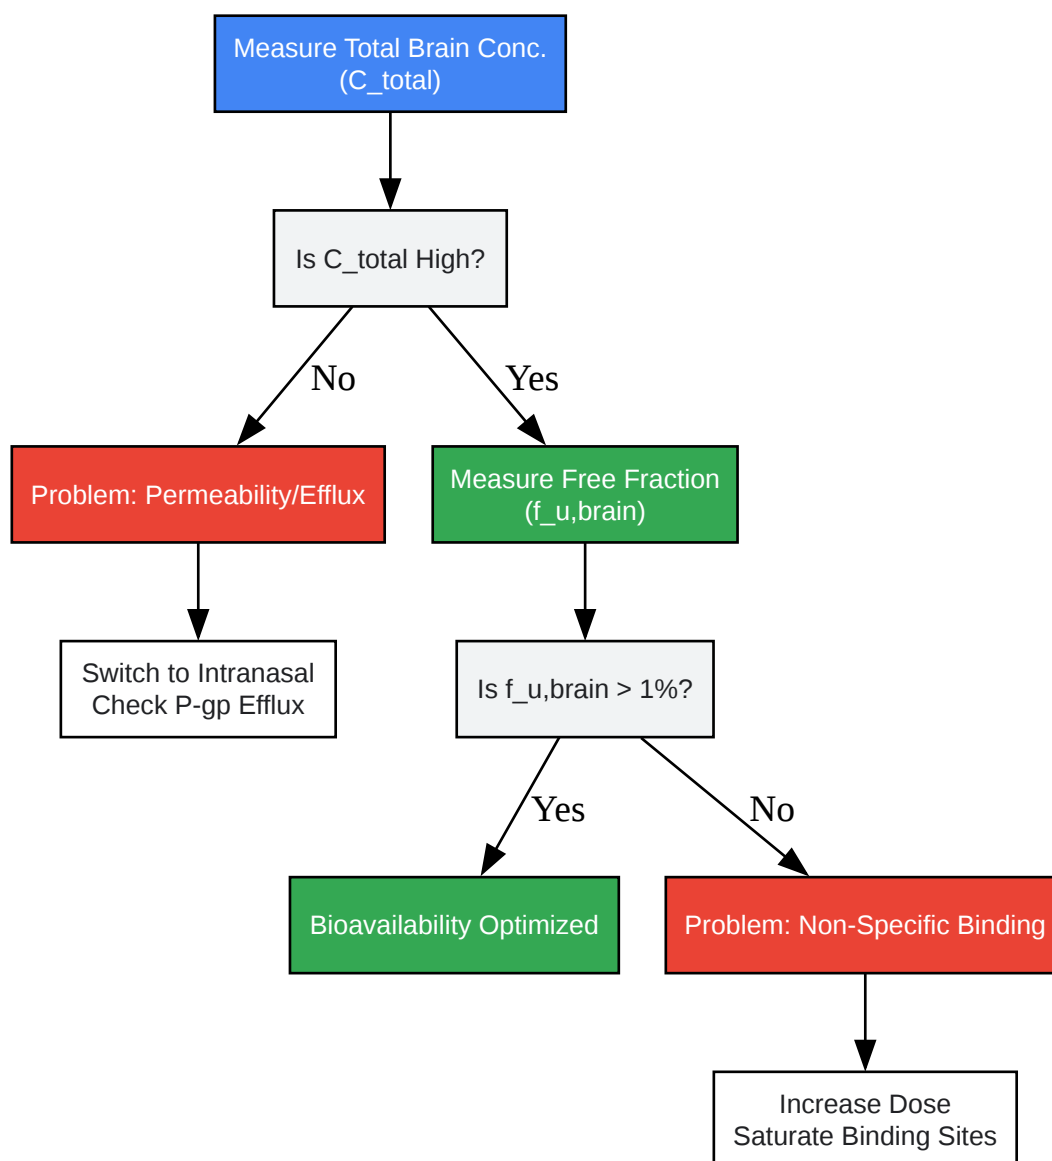 Measure Total Brain Conc.
(C_total)
Is C_total High?
No
Yes
Problem: Permeability/Efflux
Measure Free Fraction
(f_u,brain)
Switch to Intranasal
Check P-gp Efflux
Is f_u,brain > 1%?
Yes
No
Bioavailability Optimized
Problem: Non-Specific Binding
Increase Dose
Saturate Binding Sites